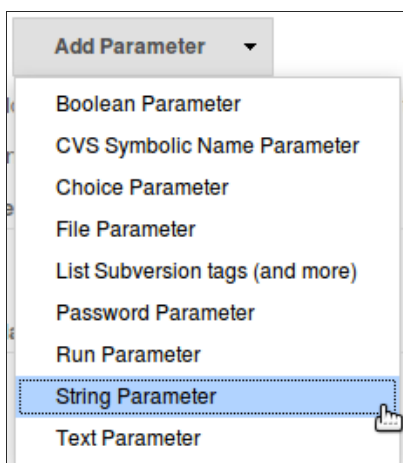 Add Parameter
Boolean Parameter
CVS Symbolic Name Parameter
Choice Parameter
File Parameter
List Subversion tags (and more)
Password Parameter
Run Parameter
String Parameter
Text Parameter